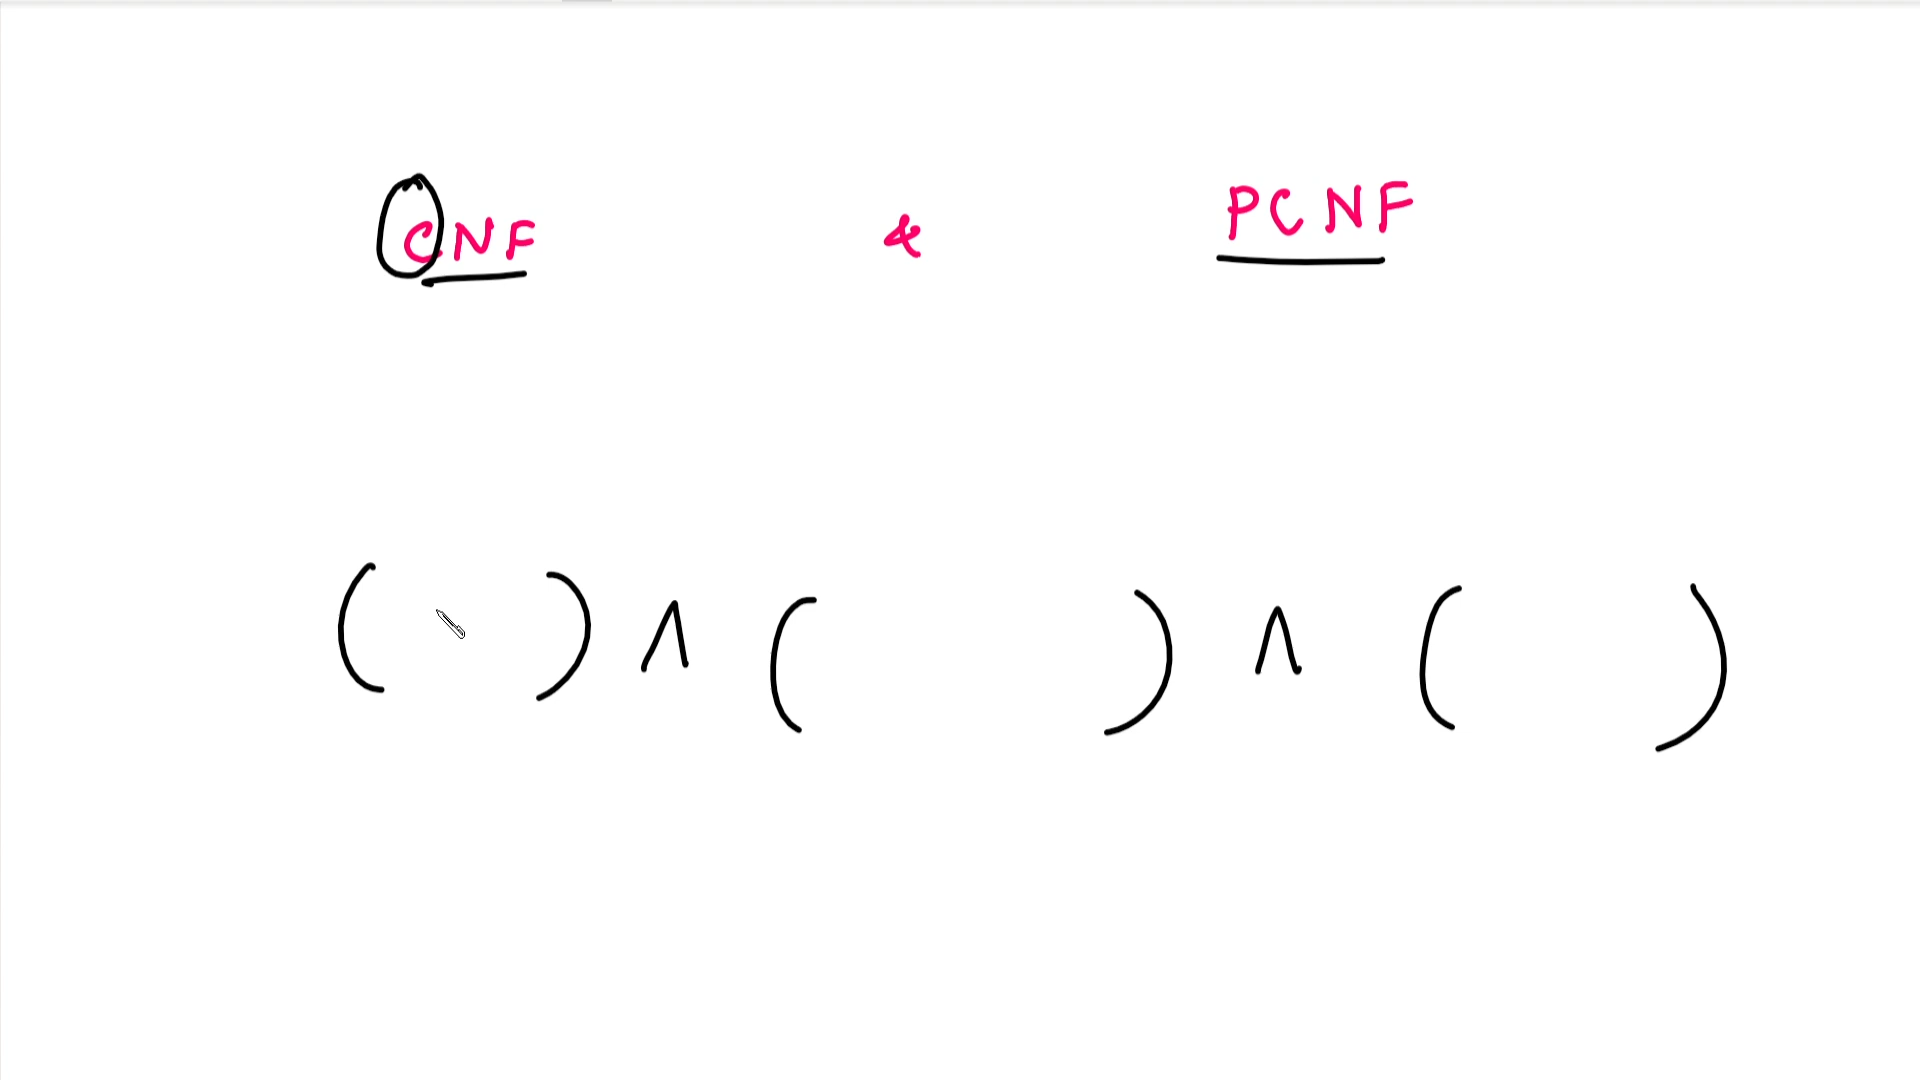 CNF & PCNF
( ) ∧ ( ) ∧ ( )